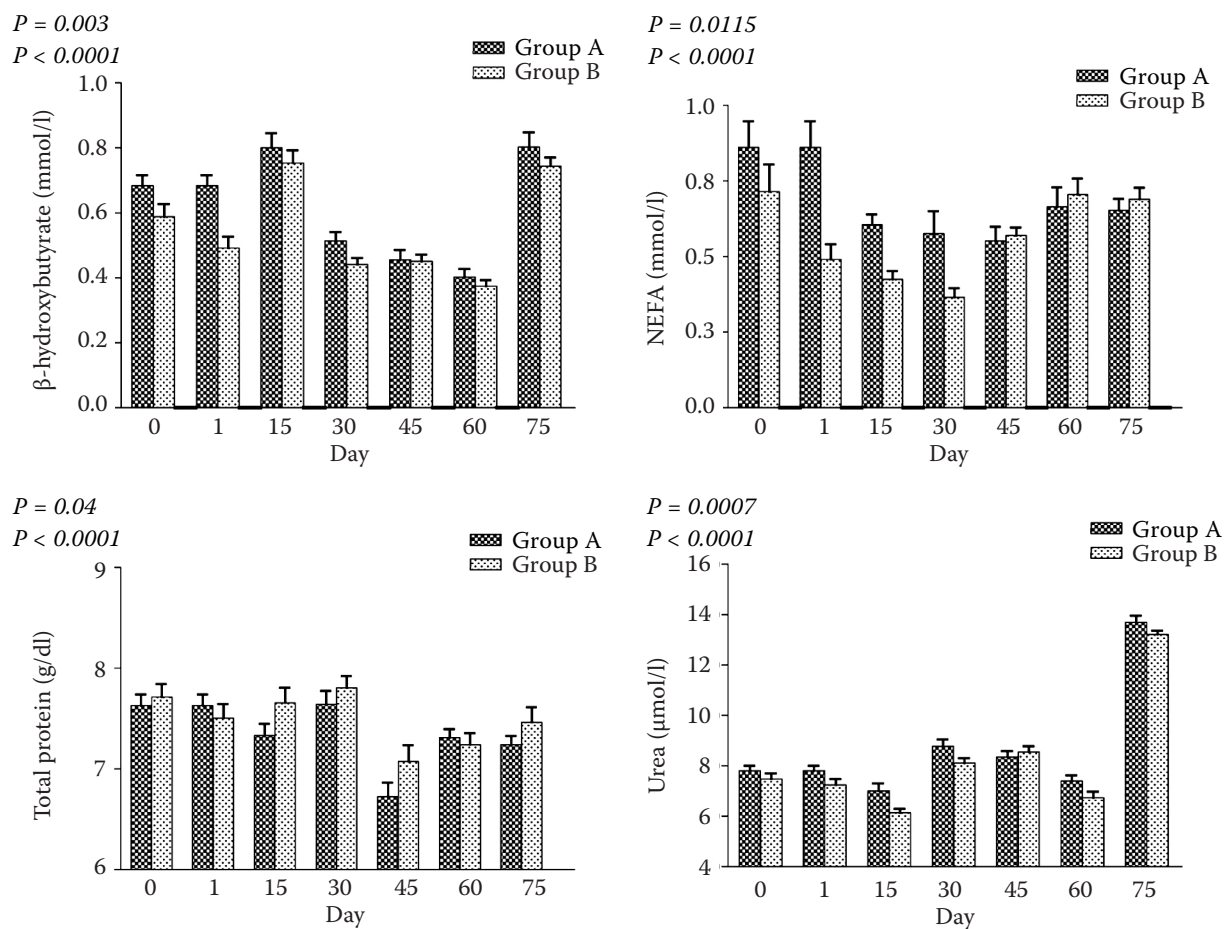 P = 0.003
P < 0.0001
Group A
Group B
β-hydroxybutyrate (mmol/l)
1.0
0.8
0.6
0.4
0.2
0.0
0 1 15 30 45 60 75
Day
P = 0.0115
P < 0.0001
Group A
Group B
NEFA (mmol/l)
1.0
0.8
0.5
0.3
0.0
0 1 15 30 45 60 75
Day
P = 0.04
P < 0.0001
Group A
Group B
Total protein (g/dl)
9
8
7
6
0 1 15 30 45 60 75
Day
P = 0.0007
P < 0.0001
Group A
Group B
Urea (μmol/l)
16
14
12
10
8
6
4
0 1 15 30 45 60 75
Day